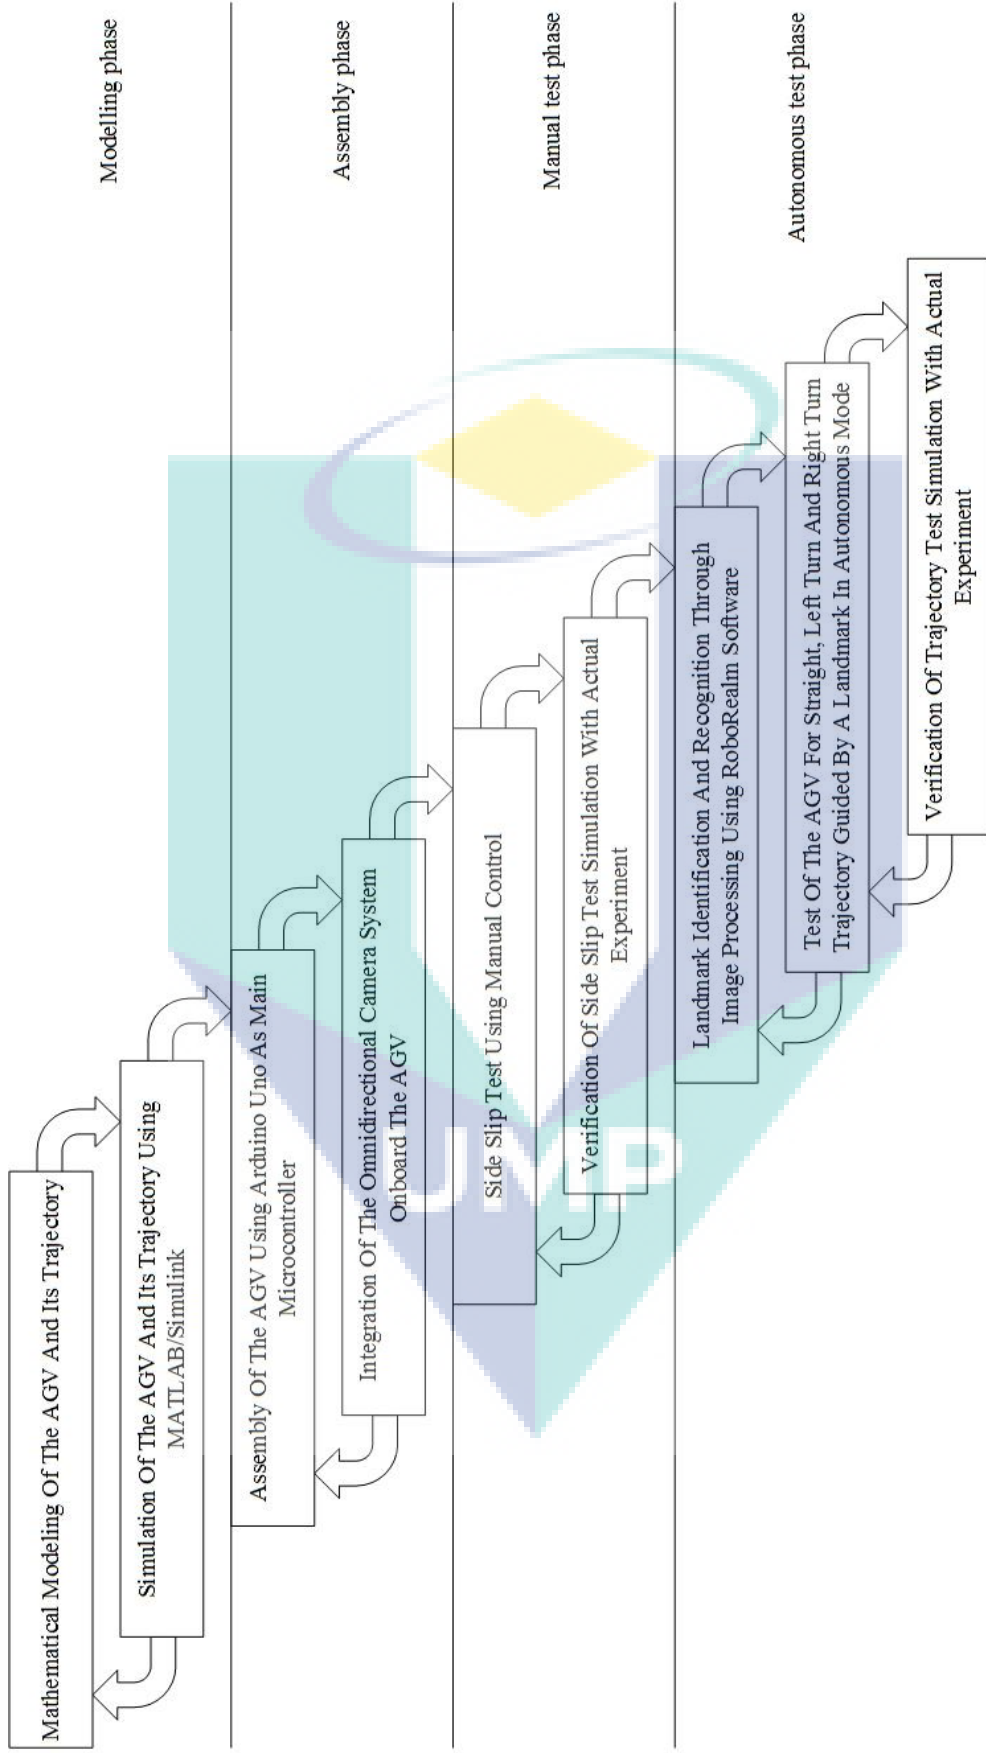 Modelling phase
Mathematical Modeling Of The AGV And Its Trajectory
Simulation Of The AGV And Its Trajectory Using
MATLAB/Simulink
Assembly phase
Assembly Of The AGV Using Arduino Uno As Main
Microcontroller
Integration Of The Omnidirectional Camera System
Onboard The AGV
Manual test phase
Side Slip Test Using Manual Control
Verification Of Side Slip Test Simulation With Actual
Experiment
Autonomous test phase
Landmark Identification And Recognition Through
Image Processing Using RoboRealm Software
Test Of The AGV For Straight, Left Turn And Right Turn
Trajectory Guided By A Landmark In Autonomous Mode
Verification Of Trajectory Test Simulation With Actual
Experiment
UMP